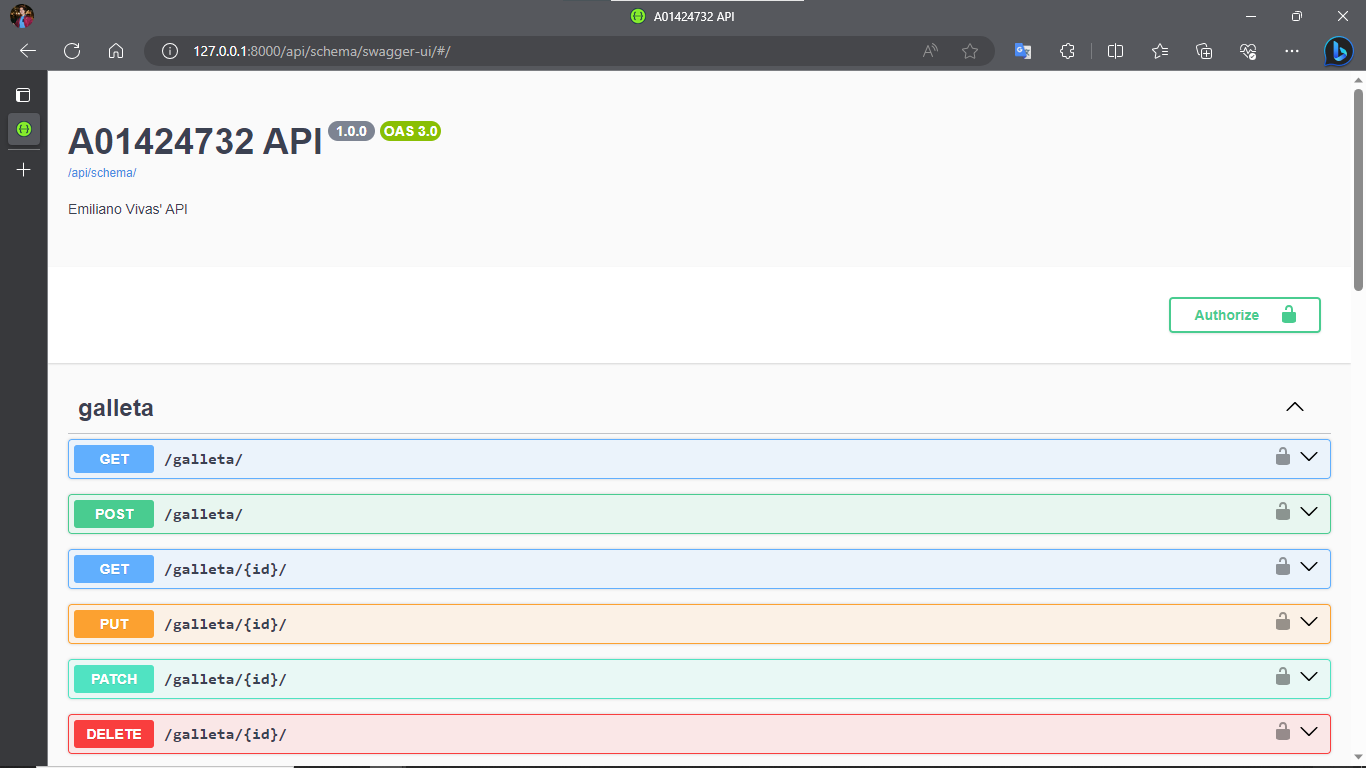 A01424732 API
127.0.0.1:8000/api/schema/swagger-ui/#/
A01424732 API 1.0.0 OAS 3.0
/api/schema/
Emiliano Vivas' API
Authorize
galleta
GET /galleta/
POST /galleta/
GET /galleta/{id}/
PUT /galleta/{id}/
PATCH /galleta/{id}/
DELETE /galleta/{id}/